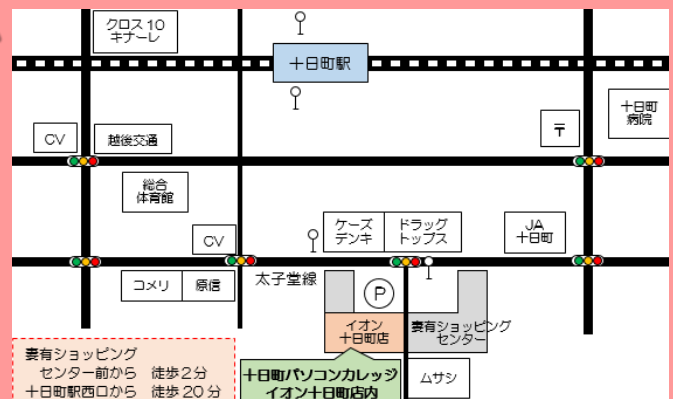 クロス10
キナーレ
十日町駅
十日町
病院
〒
CV
越後交通
総合
体育館
CV
ケーズ
デンキ
ドラッグ
トップス
JA
十日町
コメリ
原信
太子堂線
P
イオン
十日町店
妻有ショッピング
センター
妻有ショッピング
センター前から 徒歩2分
十日町駅西口から 徒歩20分
十日町パソコンカレッジ
イオン十日町店内
ムサシ